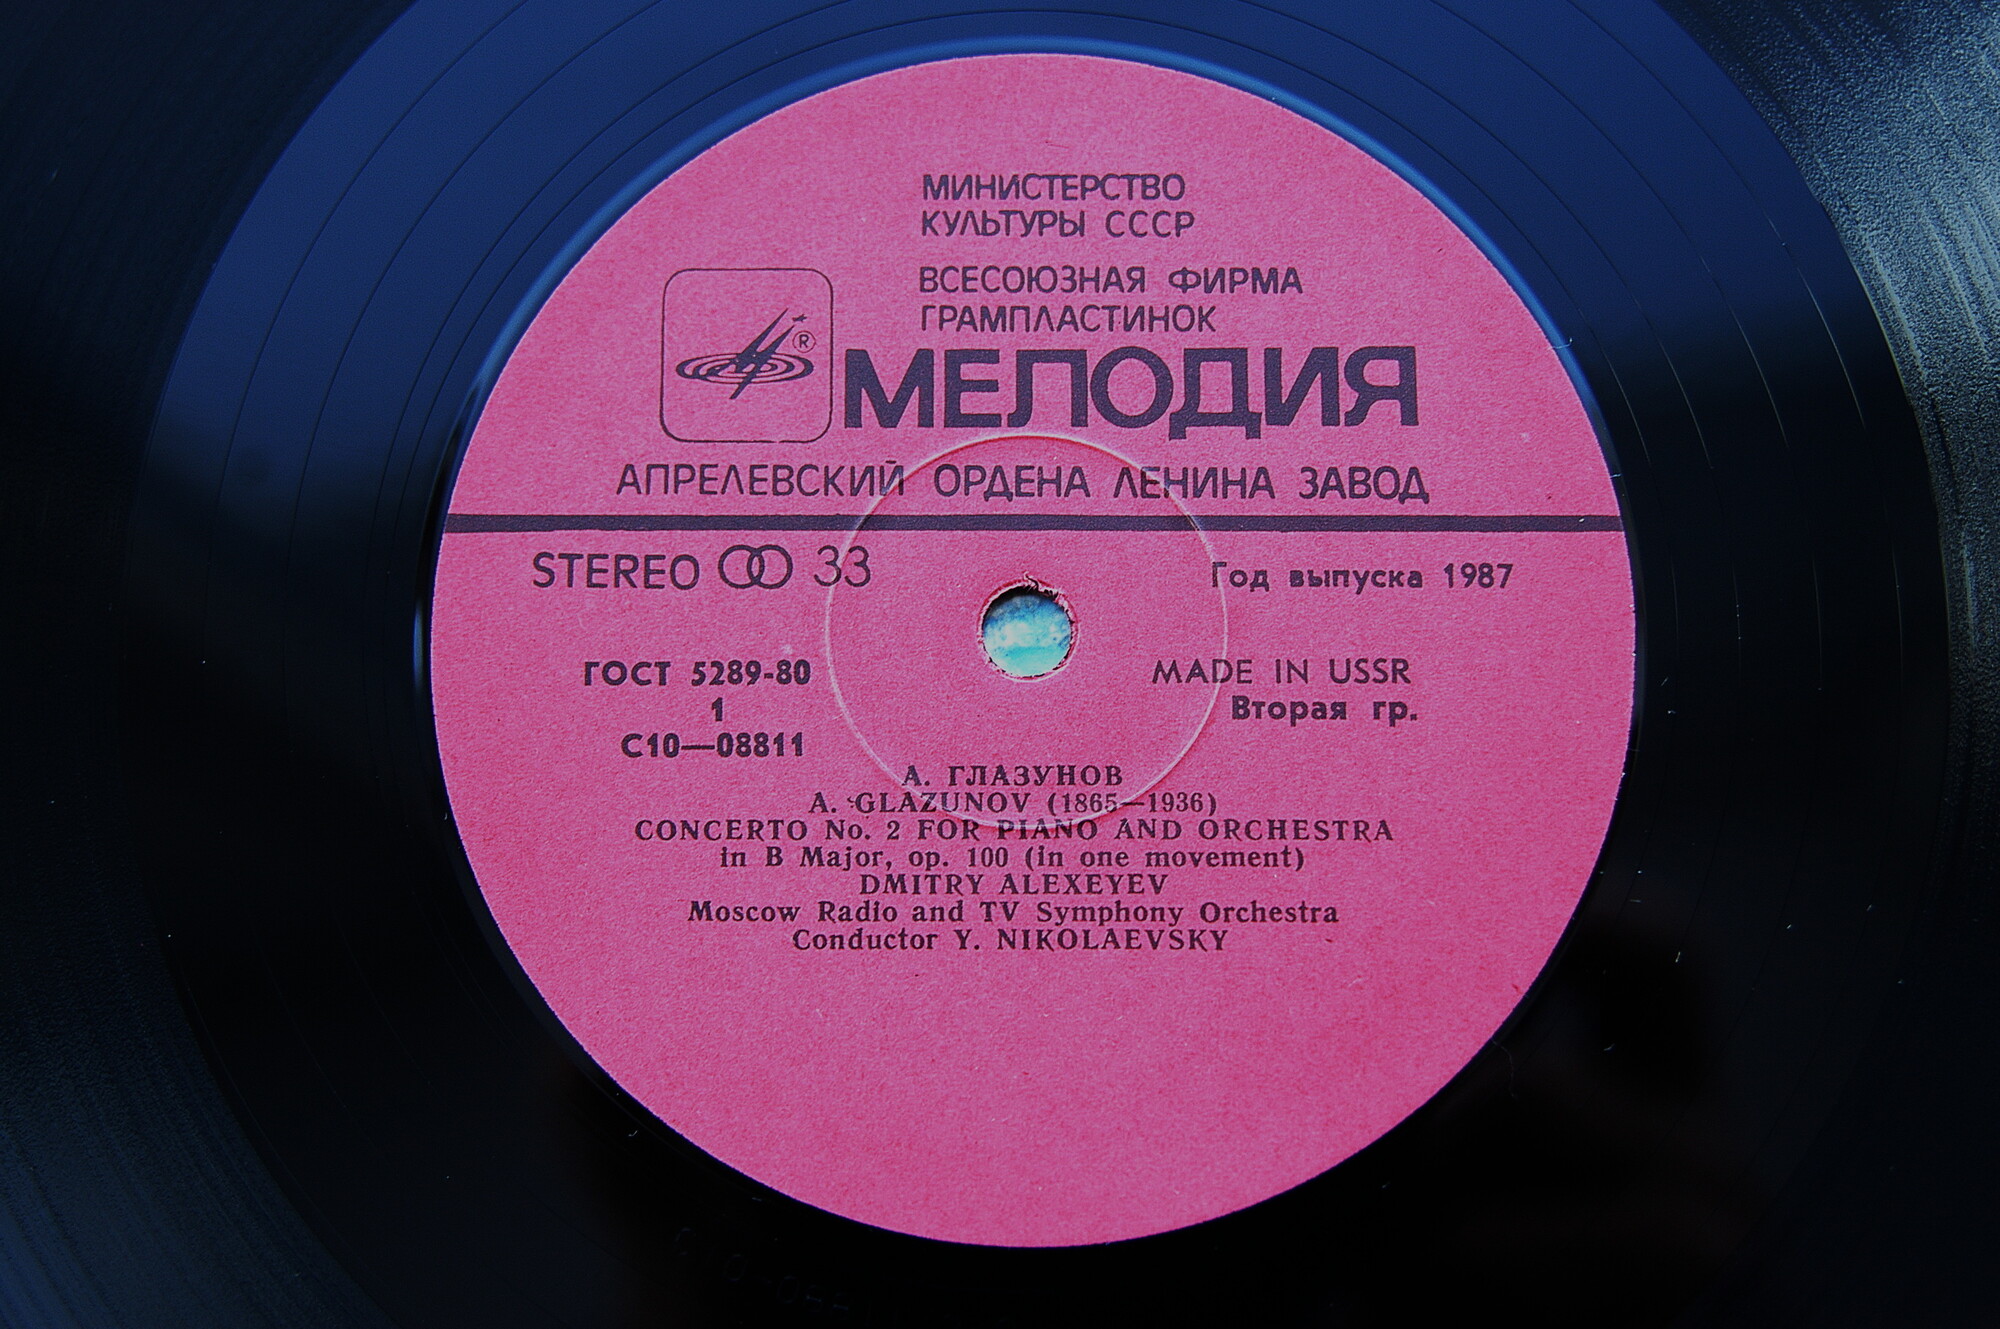 МИНИСТЕРСТВО
КУЛЬТУРЫ СССР
ВСЕСОЮЗНАЯ ФИРМА
ГРАМПЛАСТИНОК
®
МЕЛОДИЯ
АПРЕЛЕВСКИЙ ОРДЕНА ЛЕНИНА ЗАВОД
STEREO 33
Год выпуска 1987
ГОСТ 5289-80
1
С10—08811
MADE IN USSR
Вторая гр.
А. ГЛАЗУНОВ
A. GLAZUNOV (1865—1936)
CONCERTO No. 2 FOR PIANO AND ORCHESTRA
in B Major, op. 100 (in one movement)
DMITRY ALEXEYEV
Moscow Radio and TV Symphony Orchestra
Conductor Y. NIKOLAEVSKY